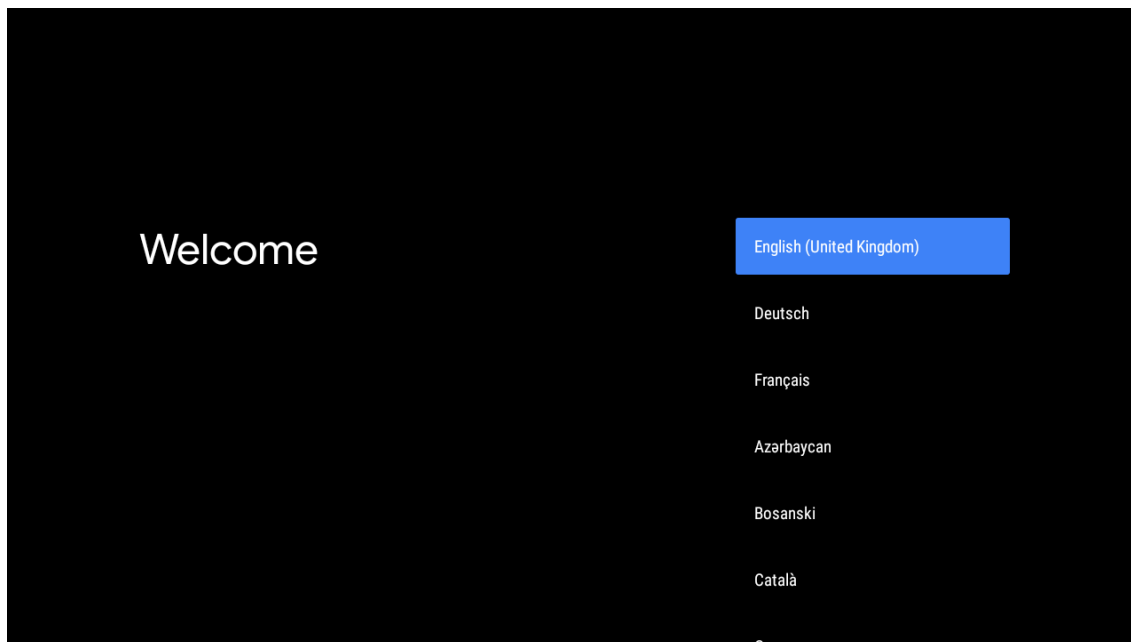 Welcome
English (United Kingdom)
Deutsch
Français
Azərbaycan
Bosanski
Català